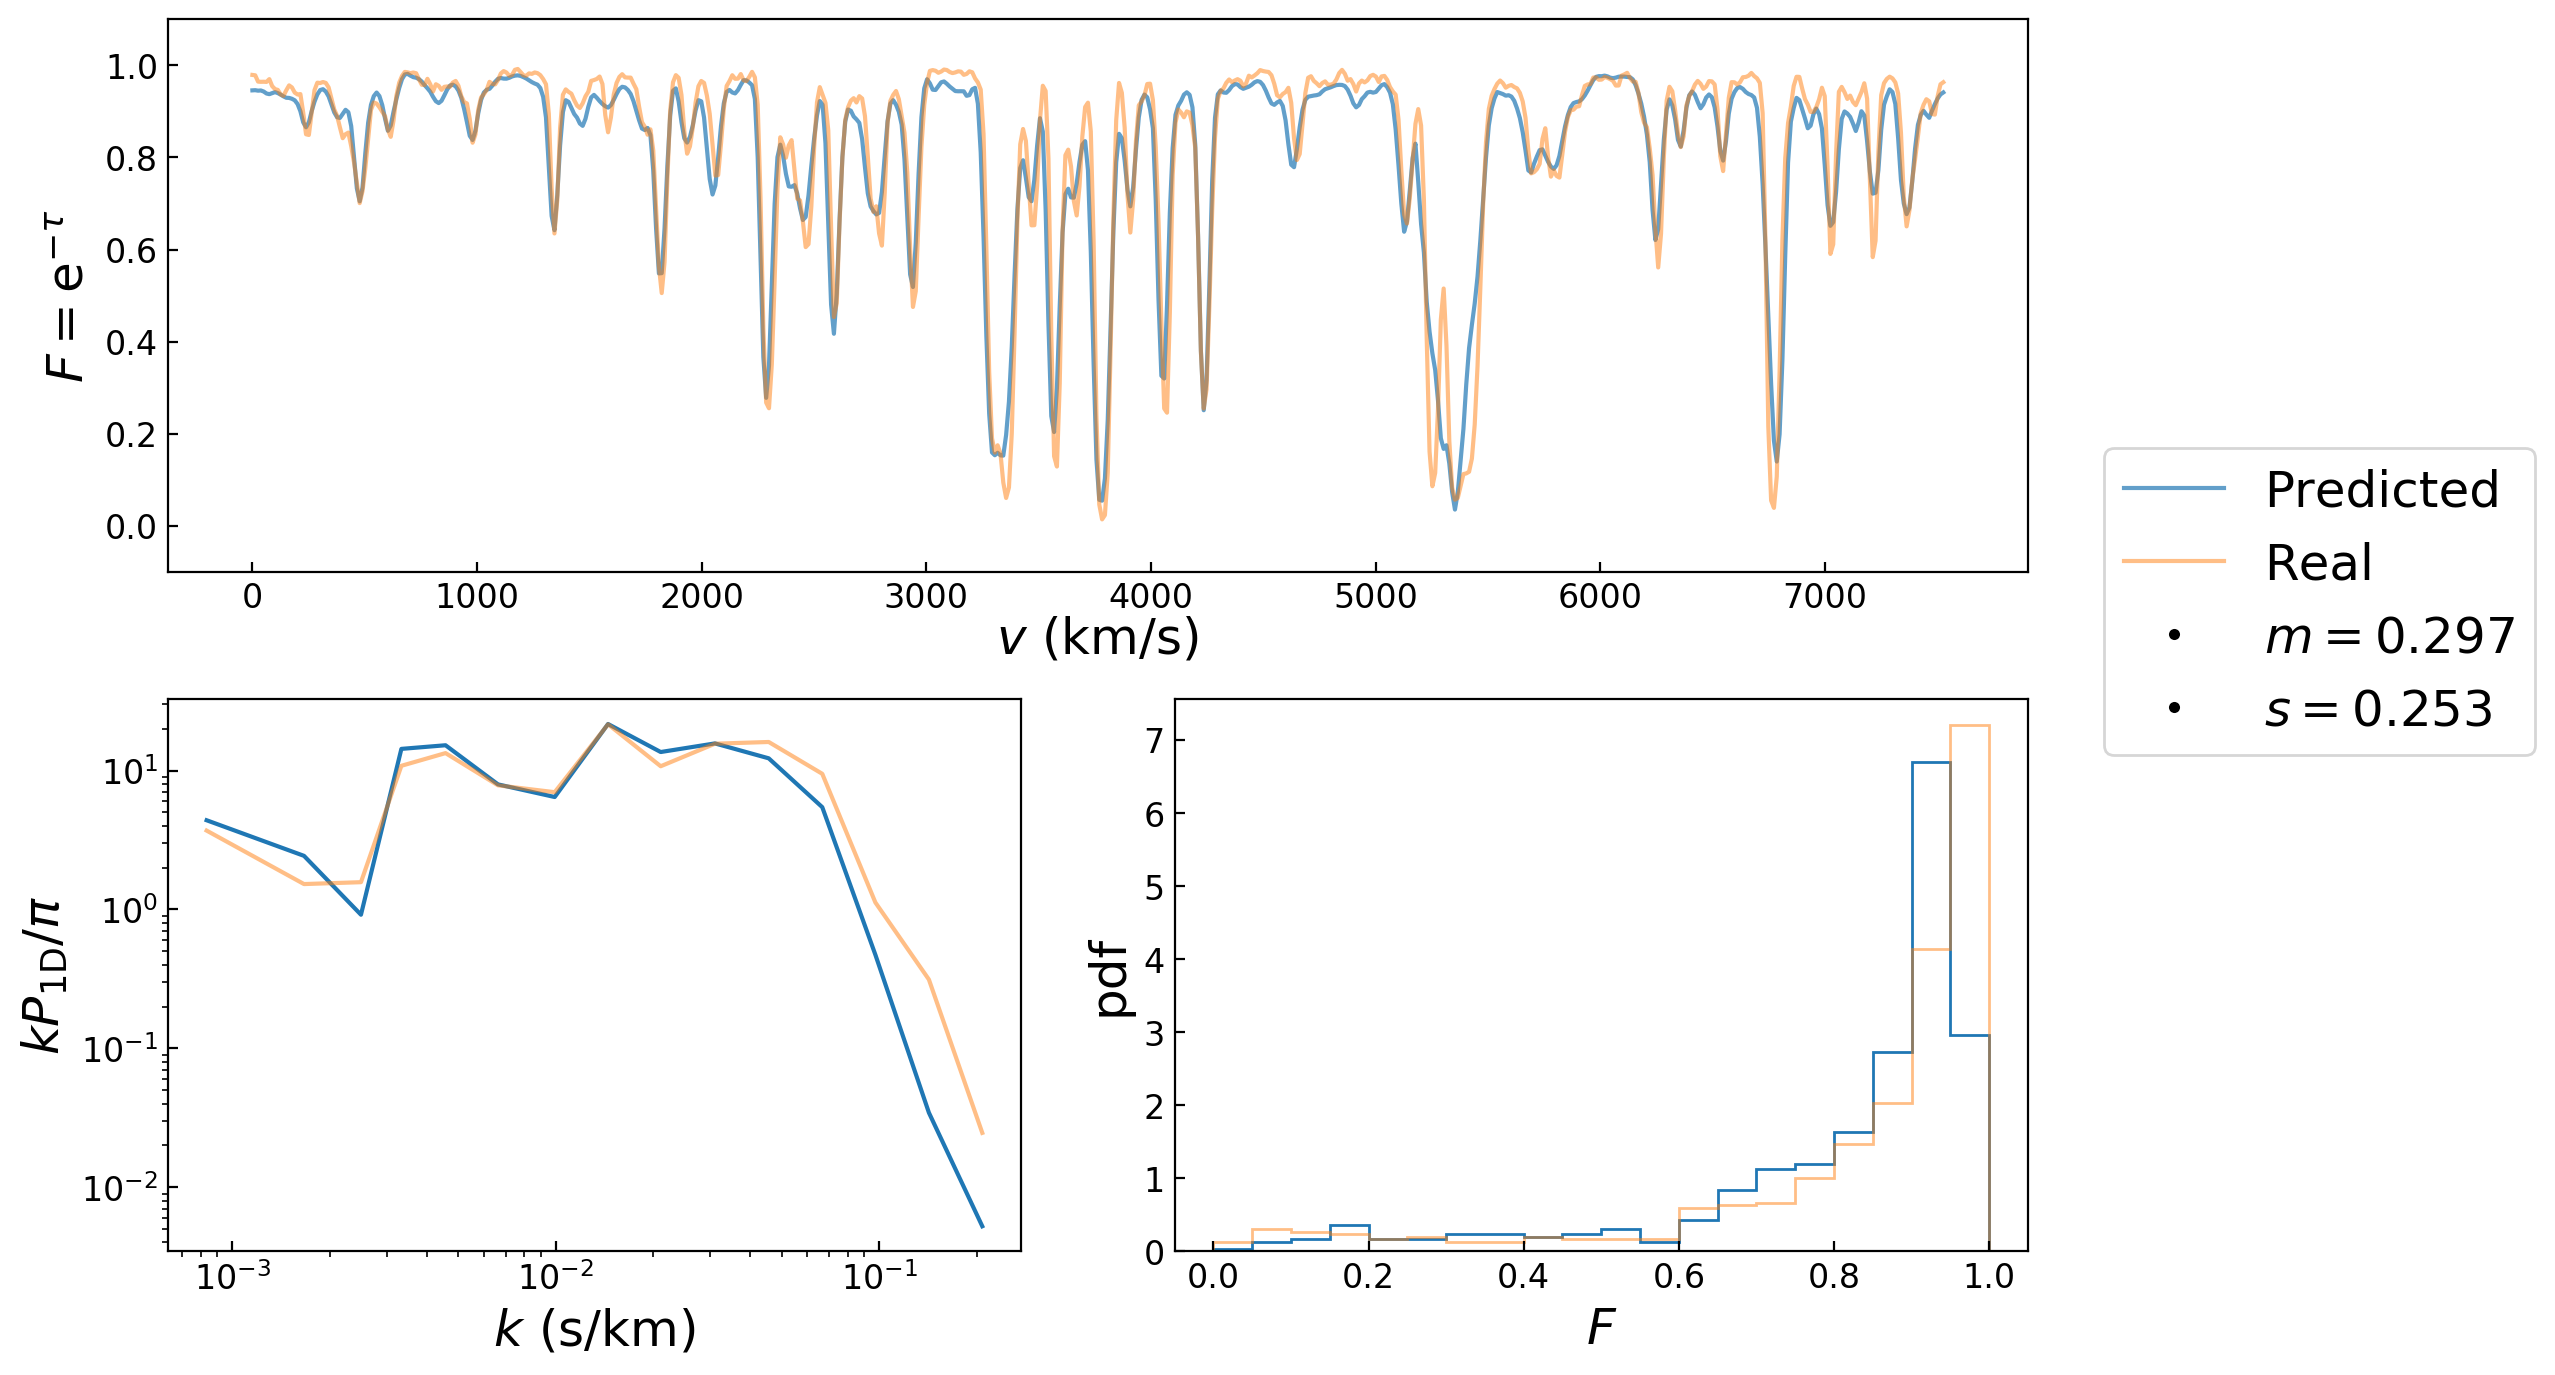 F = e^{-τ}
1.0
0.8
0.6
0.4
0.2
0.0
0 1000 2000 3000 4000 5000 6000 7000
v (km/s)
Predicted
Real
m = 0.297
s = 0.253
kP_{1D}/π
10^1
10^0
10^{-1}
10^{-2}
10^{-3} 10^{-2} 10^{-1}
k (s/km)
pdf
7
6
5
4
3
2
1
0
0.0 0.2 0.4 0.6 0.8 1.0
F